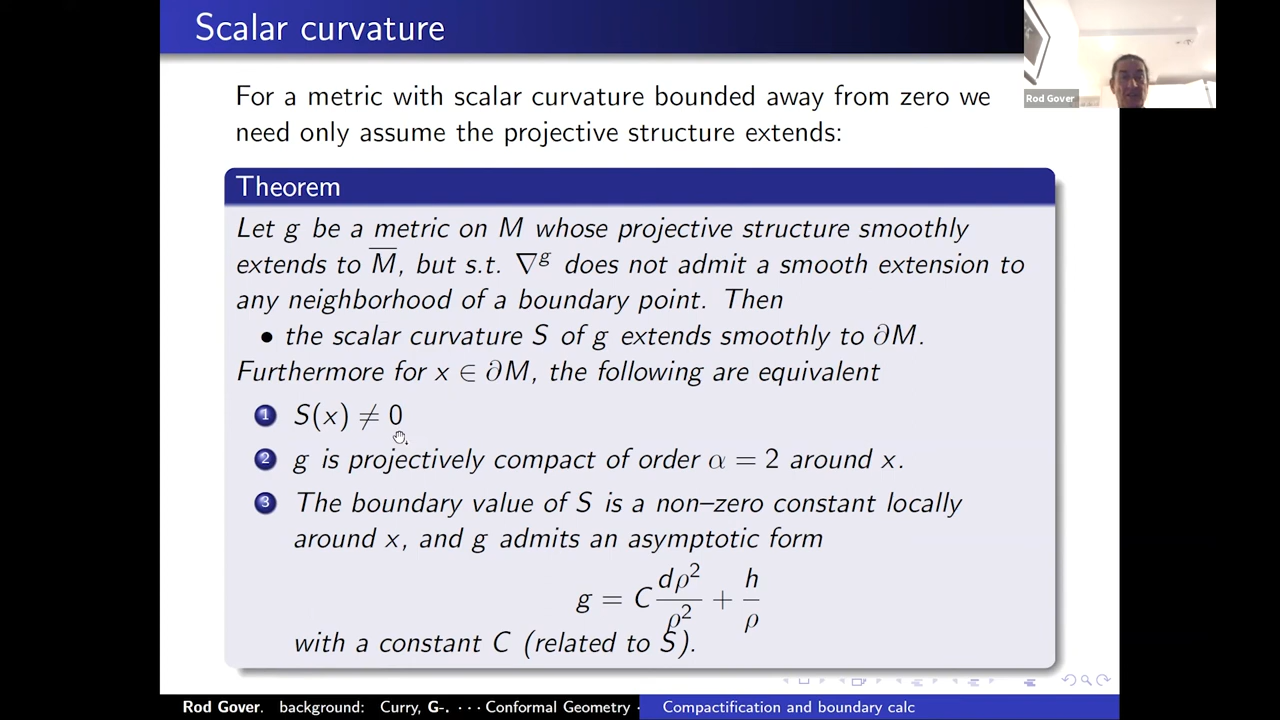 Scalar curvature
Rod Gover
For a metric with scalar curvature bounded away from zero we
need only assume the projective structure extends:
Theorem
Let g be a metric on M whose projective structure smoothly
extends to M̅, but s.t. ∇ᵍ does not admit a smooth extension to
any neighborhood of a boundary point. Then
• the scalar curvature S of g extends smoothly to ∂M.
Furthermore for x ∈ ∂M, the following are equivalent
1 S(x) ≠ 0
2 g is projectively compact of order α = 2 around x.
3 The boundary value of S is a non–zero constant locally
around x, and g admits an asymptotic form
g = C dρ²/ρ² + h/ρ
with a constant C (related to S).
Rod Gover. background: Curry, G-. · · · Conformal Geometry · Compactification and boundary calc